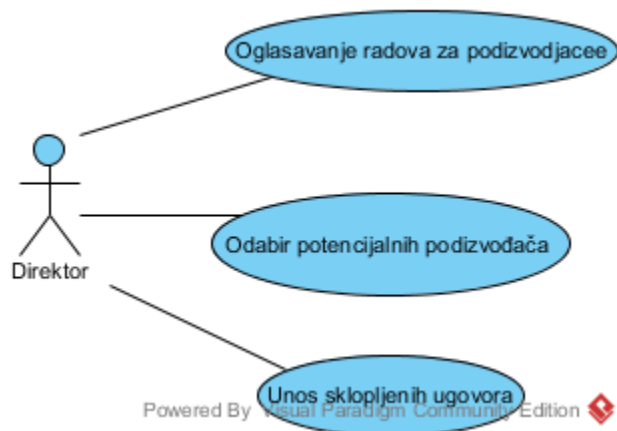 Oglasavanje radova za podizvodjacee
Odabir potencijalnih podizvođača
Direktor
Unos sklopljenih ugovora
Powered By Visual Paradigm Community Edition